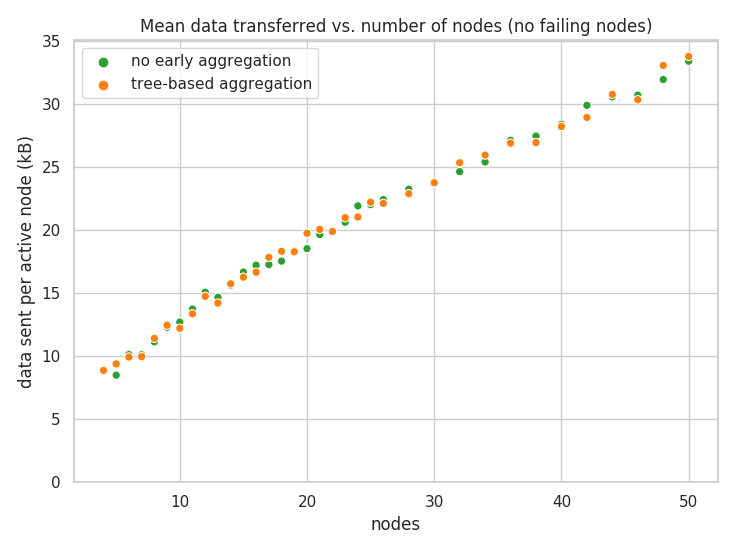 Mean data transferred vs. number of nodes (no failing nodes)
no early aggregation
tree-based aggregation
data sent per active node (kB)
35
30
25
20
15
10
5
0
10 20 30 40 50
nodes